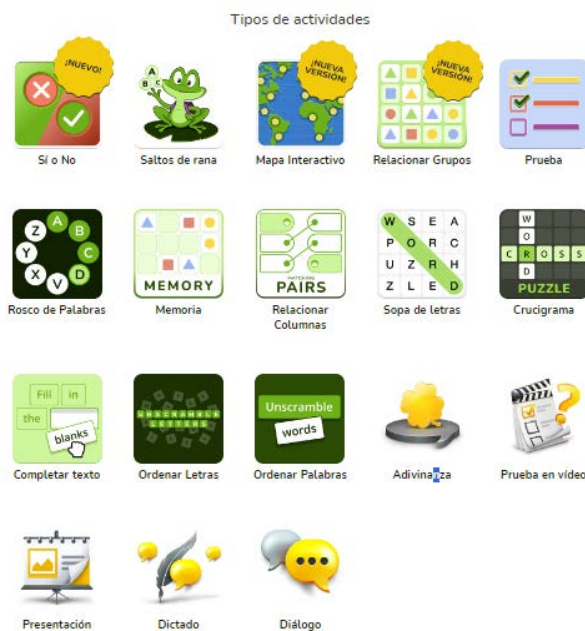 Tipos de actividades
¡NUEVO!
Sí o No
A
B
C
Saltos de rana
¡NUEVA
VERSIÓN!
Mapa Interactivo
¡NUEVA
VERSIÓN!
Relacionar Grupos
Prueba
Z A B
Y C
X V D
Rosco de Palabras
MEMORY
Memoria
MATCHING
PAIRS
Relacionar
Columnas
W S E A
P O R C
U Z R H
Z L E D
Sopa de letras
W
O
C R O S S
D
PUZZLE
Crucigrama
Fill in
the
blanks
Completar texto
UNSCRAMBLE
LETTERS
Ordenar Letras
Unscramble
words
Ordenar Palabras
Adivinanza
Prueba en vídeo
Presentación
Dictado
Diálogo